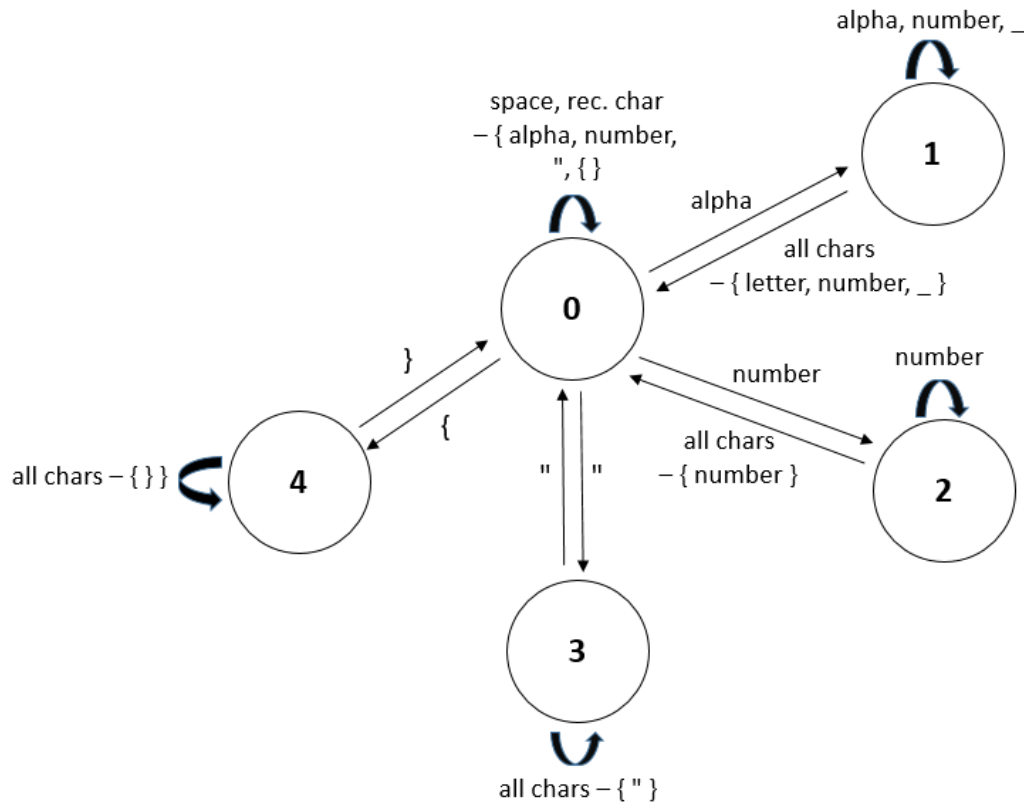 alpha, number, _
space, rec. char
– { alpha, number,
", { }
1
alpha
all chars
– { letter, number, _ }
0
}
number
number
{
all chars
– { number }
all chars – { } }
4
"
"
2
3
all chars – { " }